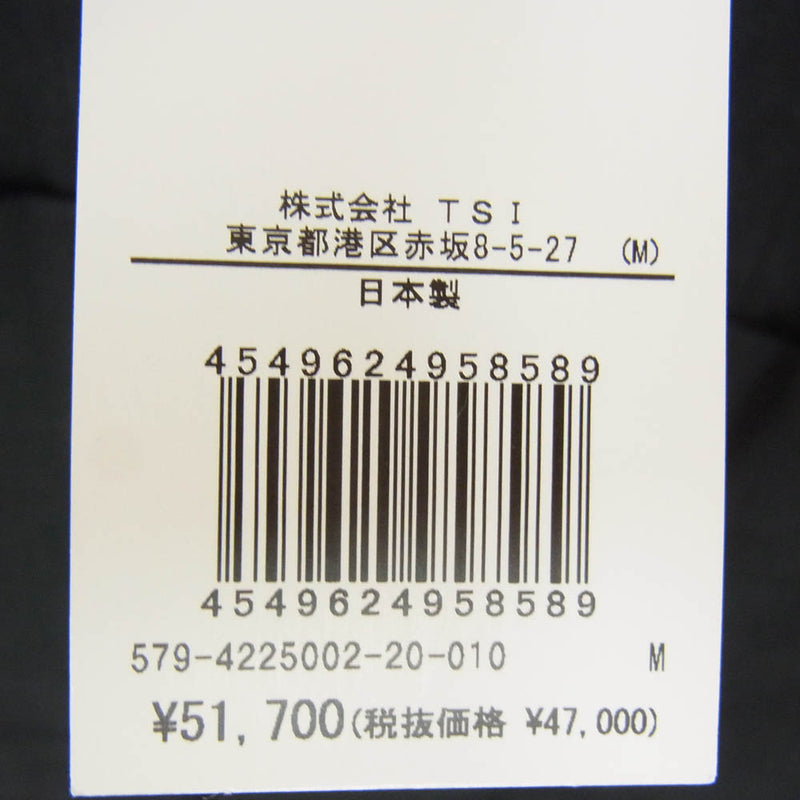 株式会社 TSI
東京都港区赤坂8-5-27 (M)
日本製
4549624958589
4549624958589
579-4225002-20-010 M
¥51,700(税抜価格 ¥47,000)